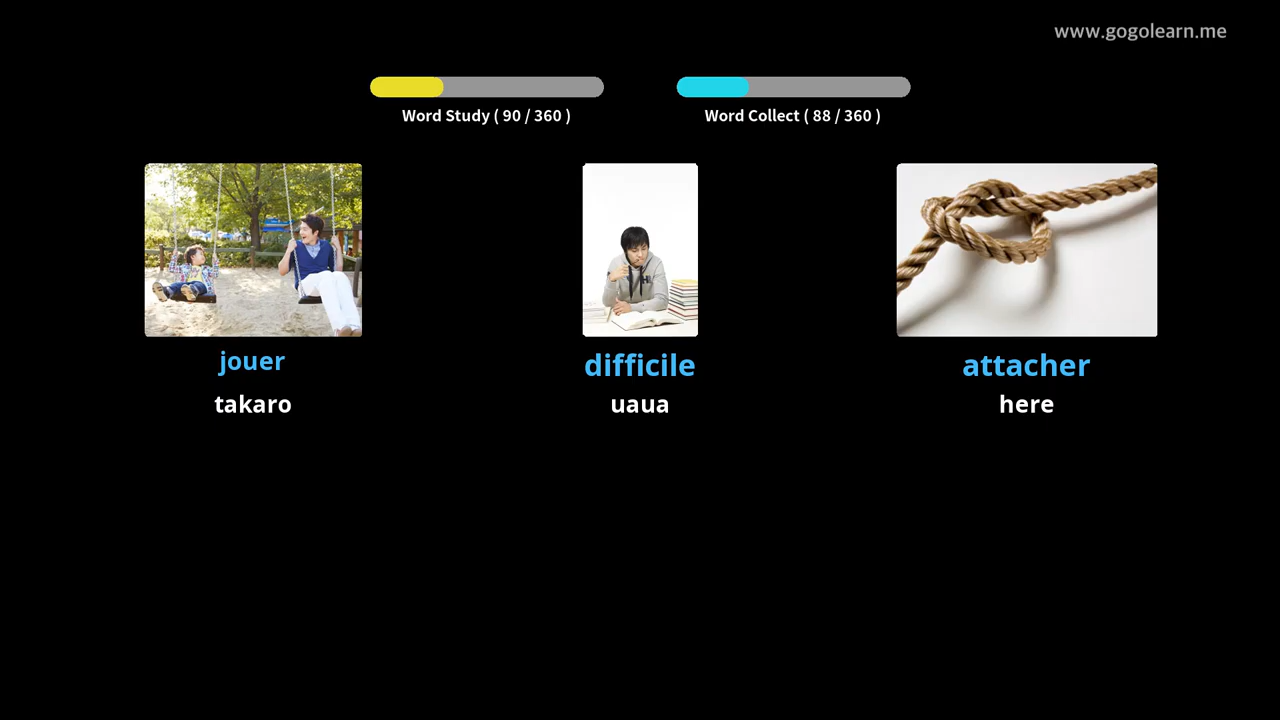 www.gogolearn.me
Word Study ( 90 / 360 )
Word Collect ( 88 / 360 )
jouer
difficile
attacher
takaro
uaua
here